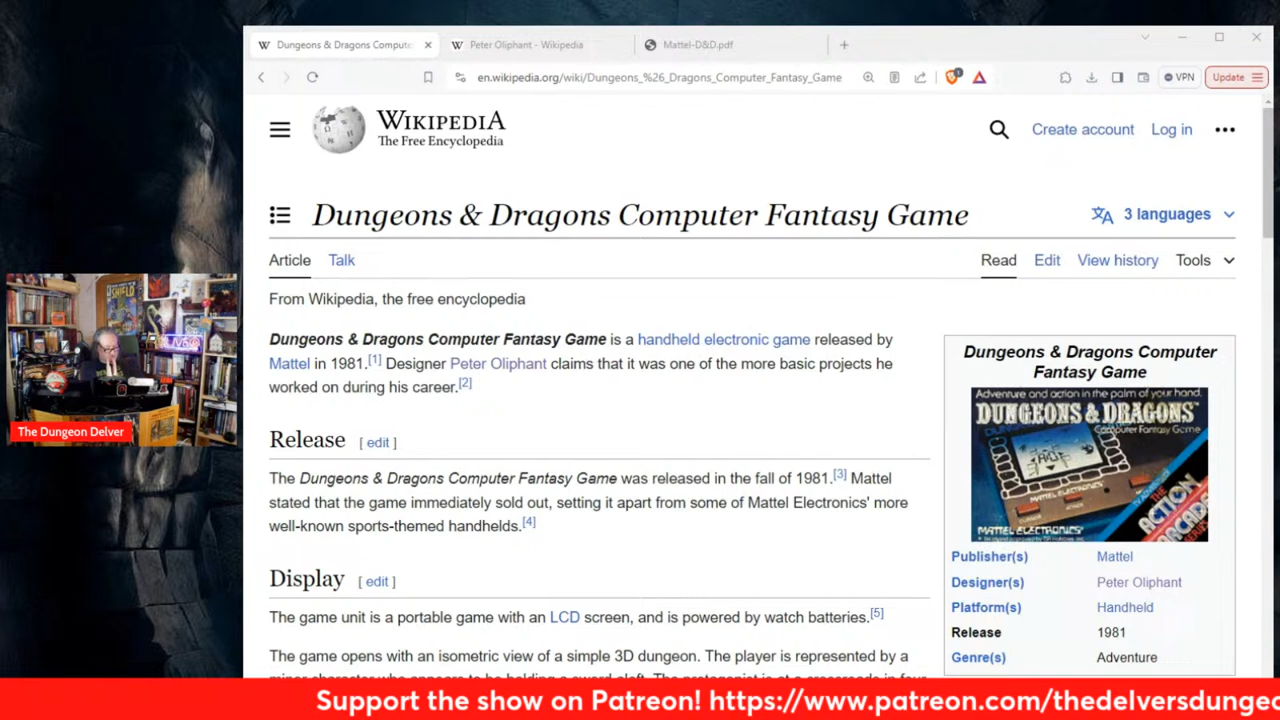 Dungeons & Dragons Compute
Peter Oliphant - Wikipedia
Mattel-D&D.pdf
en.wikipedia.org/wiki/Dungeons_%26_Dragons_Computer_Fantasy_Game
1
VPN
Update
WIKIPEDIA
The Free Encyclopedia
Create account
Log in
Dungeons & Dragons Computer Fantasy Game
3 languages
Article
Talk
Read
Edit
View history
Tools
From Wikipedia, the free encyclopedia
Dungeons & Dragons Computer Fantasy Game is a handheld electronic game released by
Mattel in 1981.[1] Designer Peter Oliphant claims that it was one of the more basic projects he
worked on during his career.[2]
Release [ edit ]
The Dungeons & Dragons Computer Fantasy Game was released in the fall of 1981.[3] Mattel
stated that the game immediately sold out, setting it apart from some of Mattel Electronics' more
well-known sports-themed handhelds.[4]
Display [ edit ]
The game unit is a portable game with an LCD screen, and is powered by watch batteries.[5]
The game opens with an isometric view of a simple 3D dungeon. The player is represented by a
Dungeons & Dragons Computer
Fantasy Game
Adventure and action in the palm of your hand.
DUNGEONS & DRAGONS
Computer Fantasy Game
MATTEL ELECTRONICS
MATTEL ELECTRONICS
THE
ACTION
ARCADE
SERIES
Publisher(s) Mattel
Designer(s) Peter Oliphant
Platform(s) Handheld
Release 1981
Genre(s) Adventure
SHIELD
The Dungeon Delver
Support the show on Patreon! https://www.patreon.com/thedelversdungeo